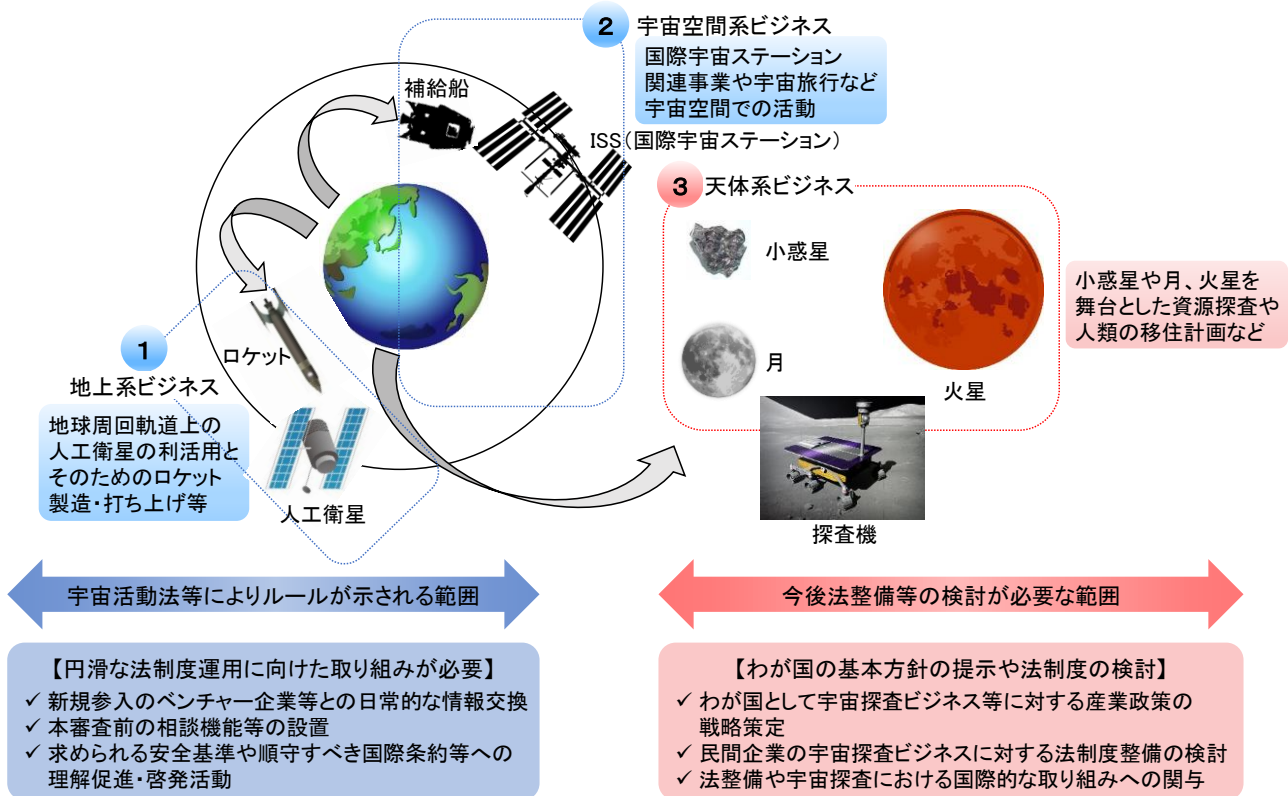 2 宇宙空間系ビジネス
国際宇宙ステーション
関連事業や宇宙旅行など
宇宙空間での活動
補給船
ISS(国際宇宙ステーション)
3 天体系ビジネス
小惑星
月
火星
探査機
小惑星や月、火星を
舞台とした資源探査や
人類の移住計画など
1
地上系ビジネス
地球周回軌道上の
人工衛星の利活用と
そのためのロケット
製造・打ち上げ等
ロケット
人工衛星
宇宙活動法等によりルールが示される範囲
【円滑な法制度運用に向けた取り組みが必要】
✓ 新規参入のベンチャー企業等との日常的な情報交換
✓ 本審査前の相談機能等の設置
✓ 求められる安全基準や順守すべき国際条約等への
理解促進・啓発活動
今後法整備等の検討が必要な範囲
【わが国の基本方針の提示や法制度の検討】
✓ わが国として宇宙探査ビジネス等に対する産業政策の
戦略策定
✓ 民間企業の宇宙探査ビジネスに対する法制度整備の検討
✓ 法整備や宇宙探査における国際的な取り組みへの関与